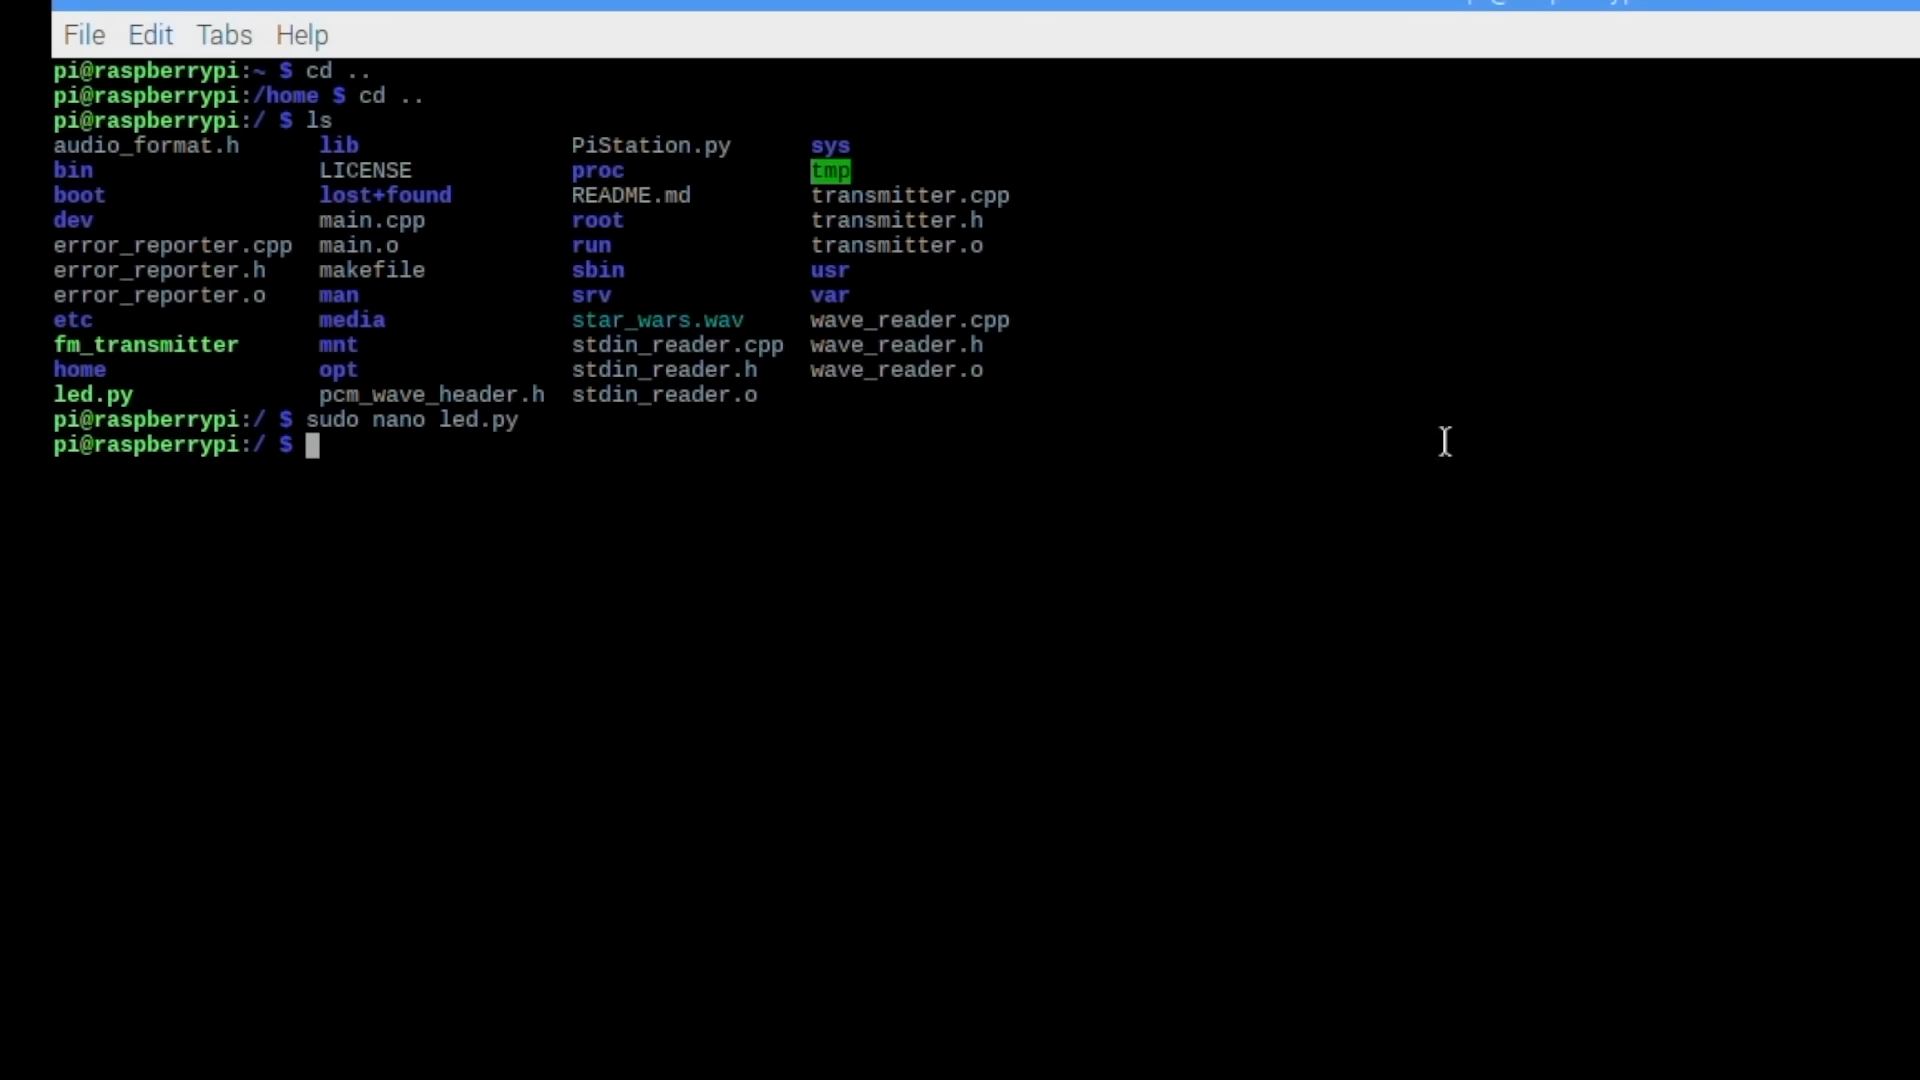 File Edit Tabs Help
pi@raspberrypi:~ $ cd ..
pi@raspberrypi:/home $ cd ..
pi@raspberrypi:/ $ ls
audio_format.h lib PiStation.py sys
bin LICENSE proc tmp
boot lost+found README.md transmitter.cpp
dev main.cpp root transmitter.h
error_reporter.cpp main.o run transmitter.o
error_reporter.h makefile sbin usr
error_reporter.o man srv var
etc media star_wars.wav wave_reader.cpp
fm_transmitter mnt stdin_reader.cpp wave_reader.h
home opt stdin_reader.h wave_reader.o
led.py pcm_wave_header.h stdin_reader.o
pi@raspberrypi:/ $ sudo nano led.py
pi@raspberrypi:/ $